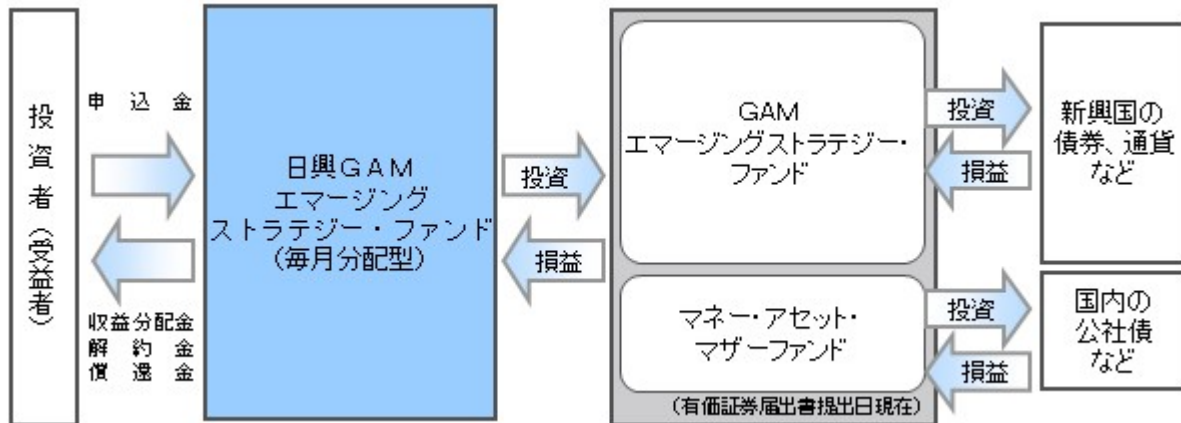 投資者(受益者)
申込金
収益分配金
解約金
償還金
日興GAM
エマージング
ストラテジー・ファンド
(毎月分配型)
投資
損益
GAM
エマージングストラテジー・
ファンド
マネー・アセット・
マザーファンド
(有価証券届出書提出日現在)
投資
損益
投資
損益
新興国の
債券、通貨
など
国内の
公社債
など